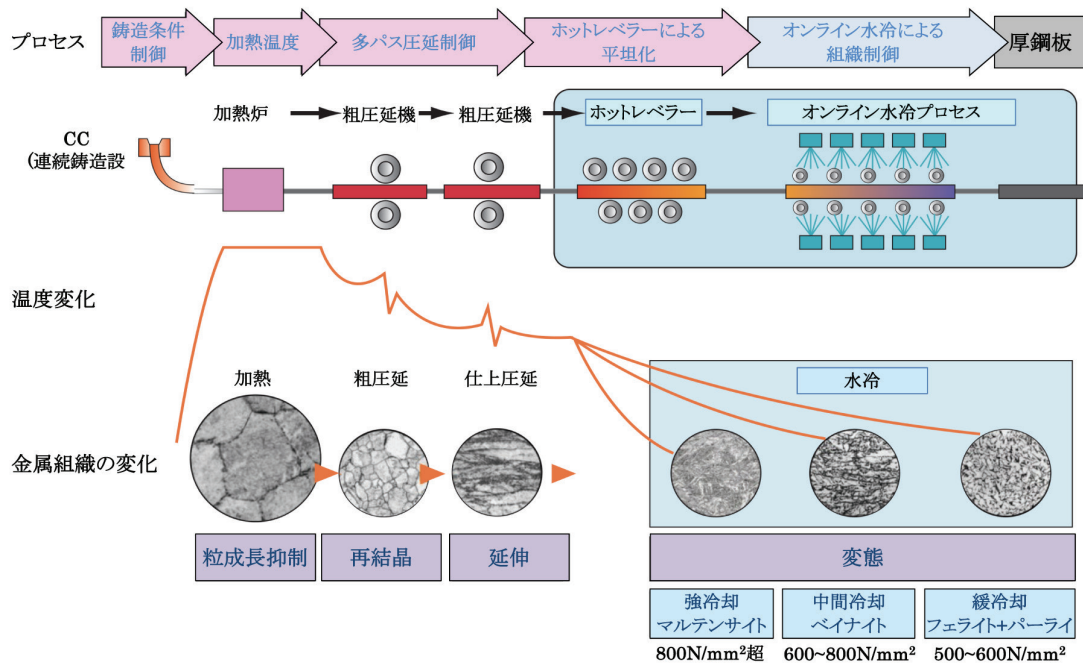 プロセス
鋳造条件
制御
加熱温度
多パス圧延制御
ホットレベラーによる
平坦化
オンライン水冷による
組織制御
厚鋼板
加熱炉
粗圧延機
粗圧延機
ホットレベラー
オンライン水冷プロセス
CC
(連続鋳造設
温度変化
加熱
粗圧延
仕上圧延
水冷
金属組織の変化
粒成長抑制
再結晶
延伸
変態
強冷却
マルテンサイト
中間冷却
ベイナイト
緩冷却
フェライト+パーライ
800N/mm²超
600~800N/mm²
500~600N/mm²